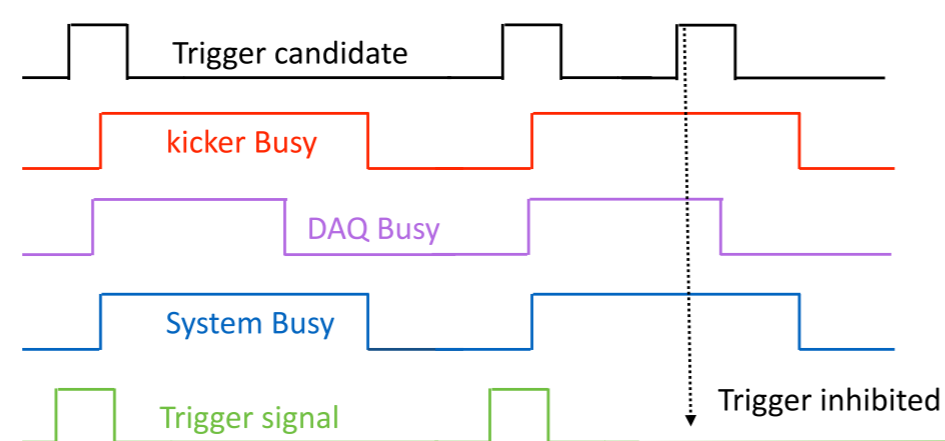 Trigger candidate
kicker Busy
DAQ Busy
System Busy
Trigger inhibited
Trigger signal